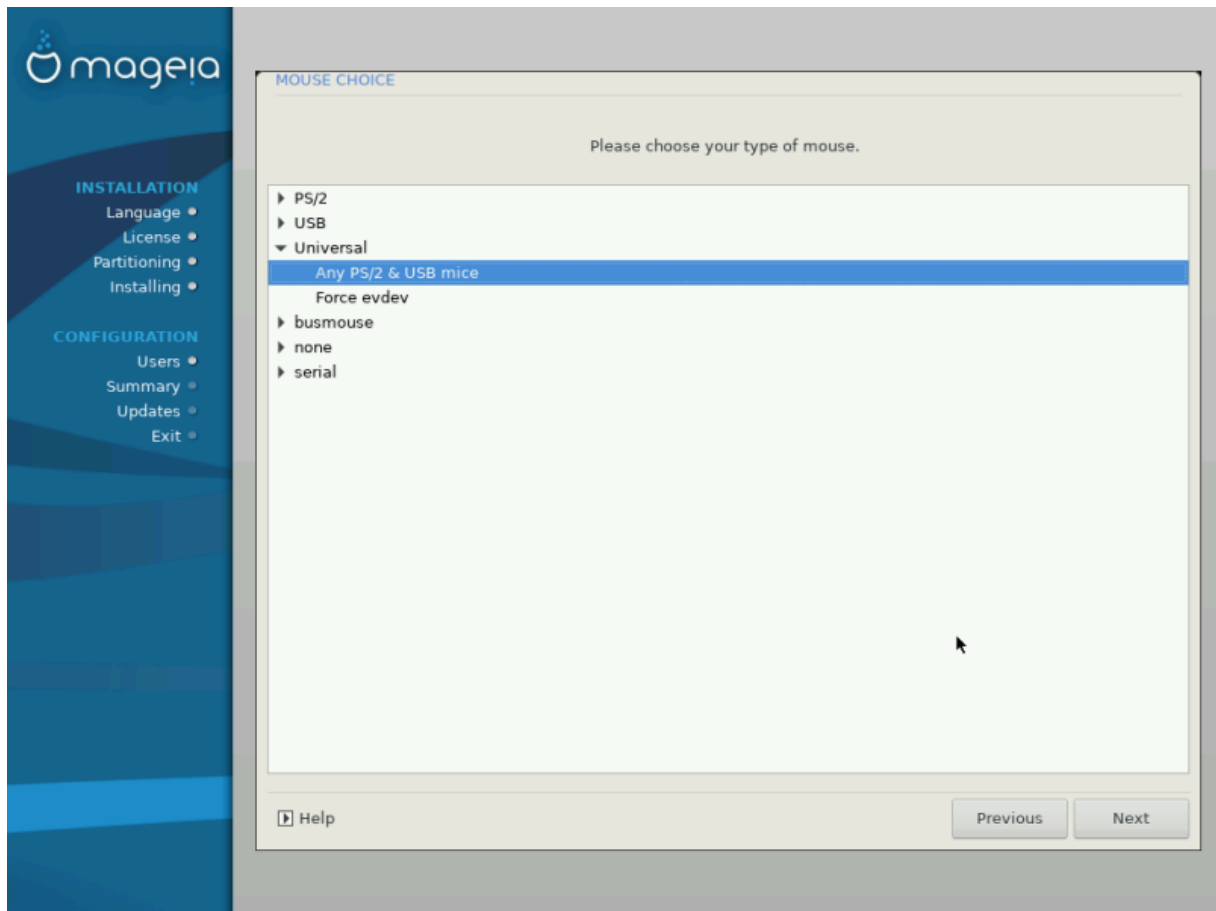 mageia
INSTALLATION
Language
License
Partitioning
Installing
CONFIGURATION
Users
Summary
Updates
Exit
MOUSE CHOICE
Please choose your type of mouse.
PS/2
USB
Universal
Any PS/2 & USB mice
Force evdev
busmouse
none
serial
Help
Previous
Next